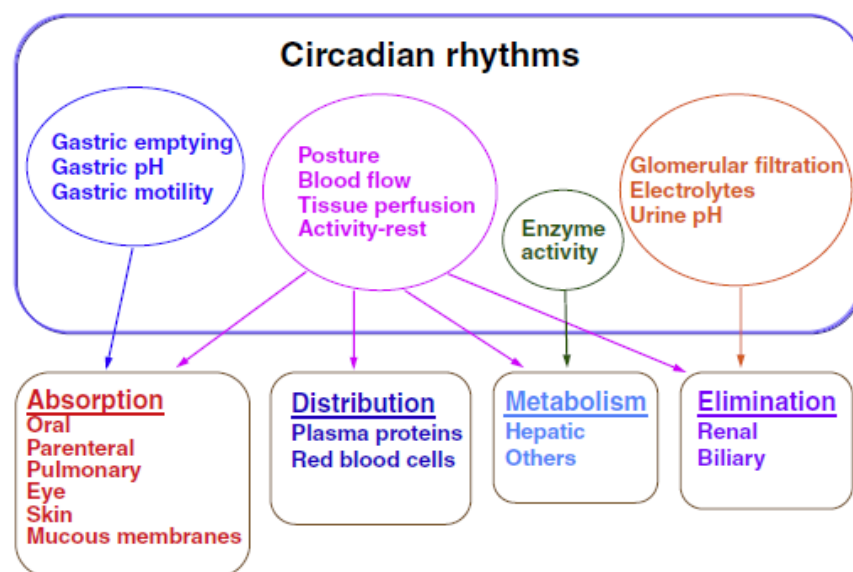 Circadian rhythms
Gastric emptying
Gastric pH
Gastric motility
Posture
Blood flow
Tissue perfusion
Activity-rest
Enzyme
activity
Glomerular filtration
Electrolytes
Urine pH
Absorption
Oral
Parenteral
Pulmonary
Eye
Skin
Mucous membranes
Distribution
Plasma proteins
Red blood cells
Metabolism
Hepatic
Others
Elimination
Renal
Biliary